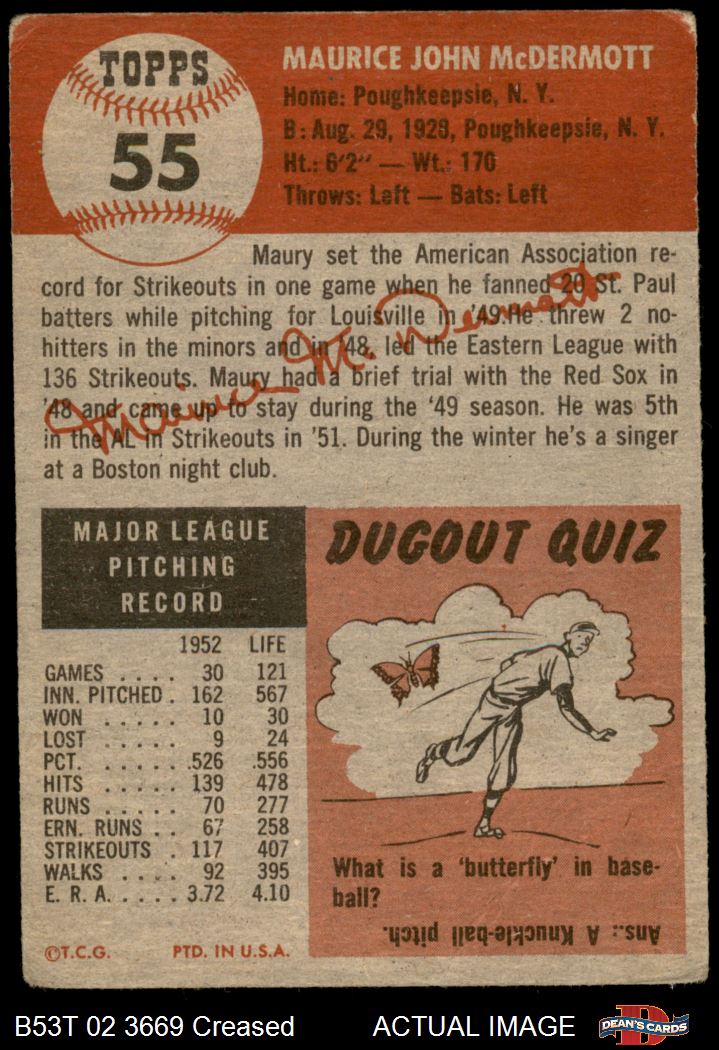 TOPPS
55
MAURICE JOHN McDERMOTT
Home: Poughkeepsie, N. Y.
B: Aug. 29, 1928, Poughkeepsie, N. Y.
Ht.: 6'2" — Wt.: 170
Throws: Left — Bats: Left
Maury set the American Association re-
cord for Strikeouts in one game when he fanned 20 St. Paul
batters while pitching for Louisville in '49. He threw 2 no-
hitters in the minors and in '48, led the Eastern League with
136 Strikeouts. Maury had a brief trial with the Red Sox in
'48 and came up to stay during the '49 season. He was 5th
in the AL in Strikeouts in '51. During the winter he's a singer
at a Boston night club.
Maurice M. Dermott
MAJOR LEAGUE
PITCHING
RECORD
1952 LIFE
GAMES . . . . 30 121
INN. PITCHED . 162 567
WON . . . . . 10 30
LOST . . . . . 9 24
PCT. . . . . . .526 .556
HITS . . . . . 139 478
RUNS . . . . . 70 277
ERN. RUNS . . 67 258
STRIKEOUTS . 117 407
WALKS . . . . 92 395
E. R. A. . . . . 3.72 4.10
©T.C.G. PTD. IN U.S.A.
DUGOUT QUIZ
What is a 'butterfly' in base-
ball?
Ans.: A Knuckle-ball pitch.
B53T 02 3669 Creased ACTUAL IMAGE
D
DEAN'S CARDS